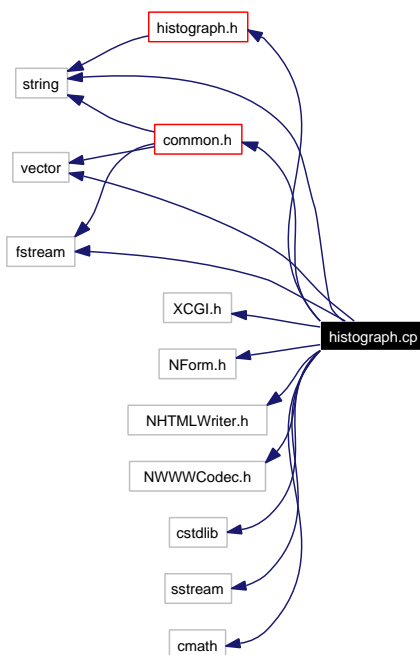 histograph.h
string
common.h
vector
fstream
XCGI.h
histograph.cp
NForm.h
NHTMLWriter.h
NWWWCodec.h
cstdlib
sstream
cmath